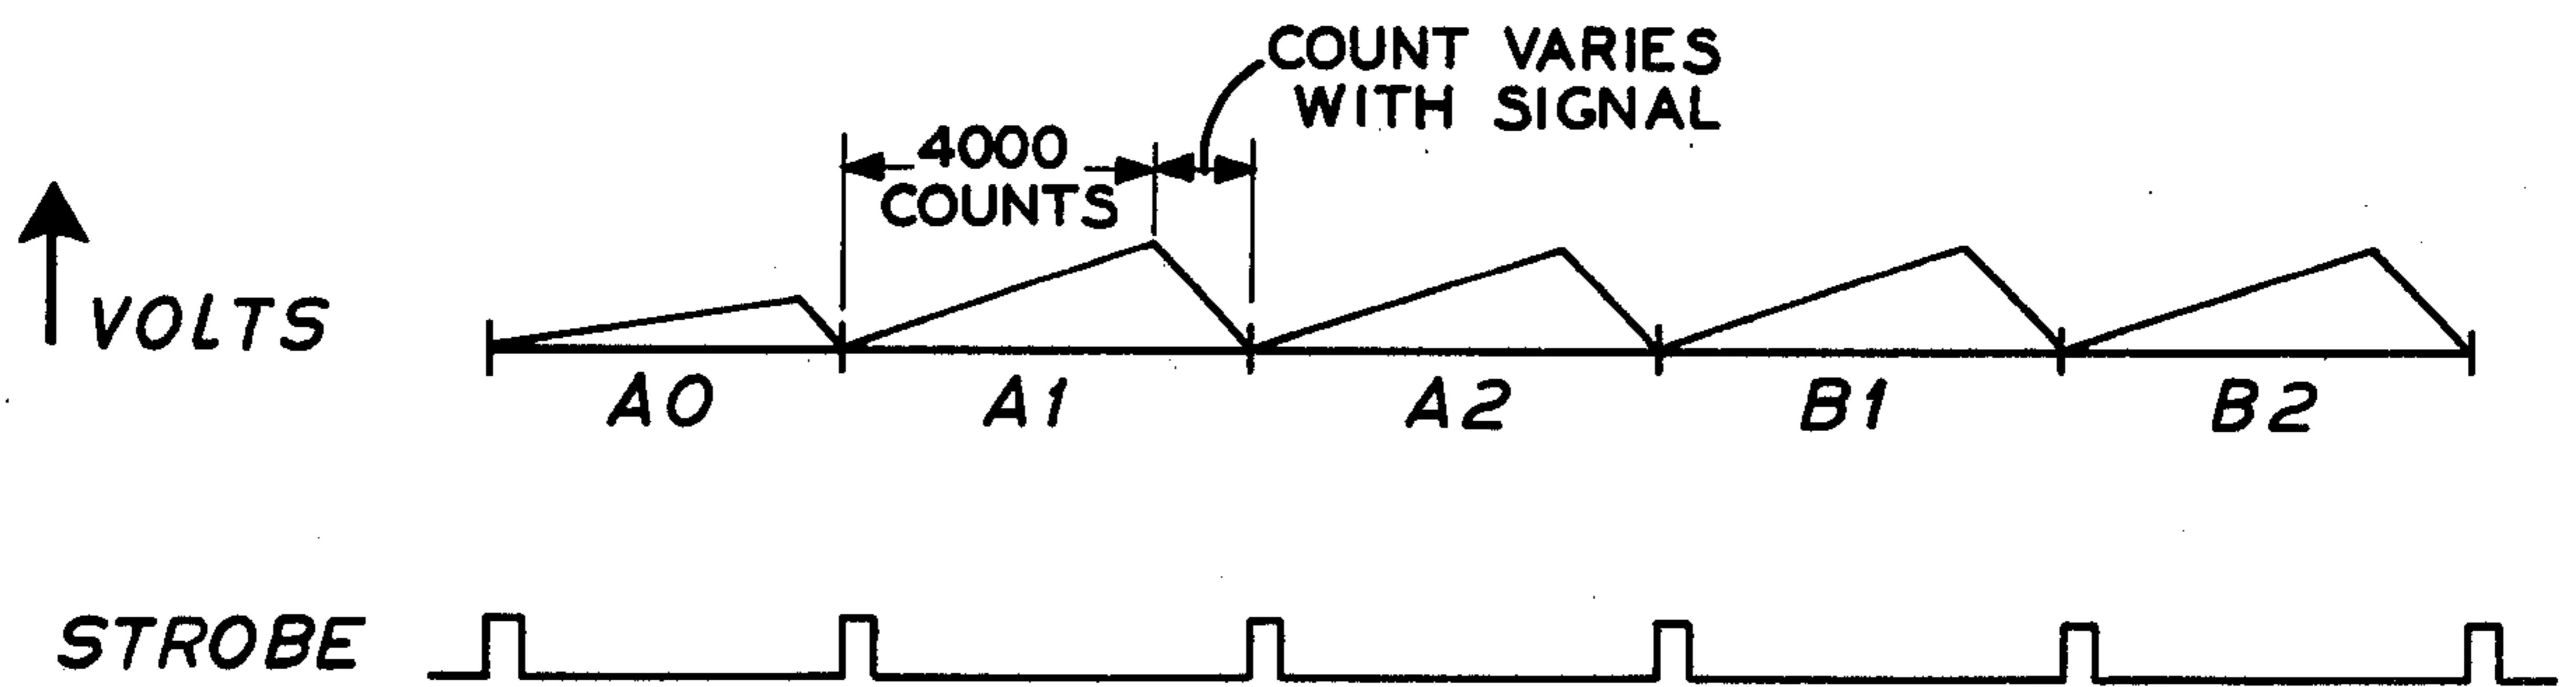 COUNT VARIES
WITH SIGNAL
4000
COUNTS
VOLTS
A0
A1
A2
B1
B2
STROBE